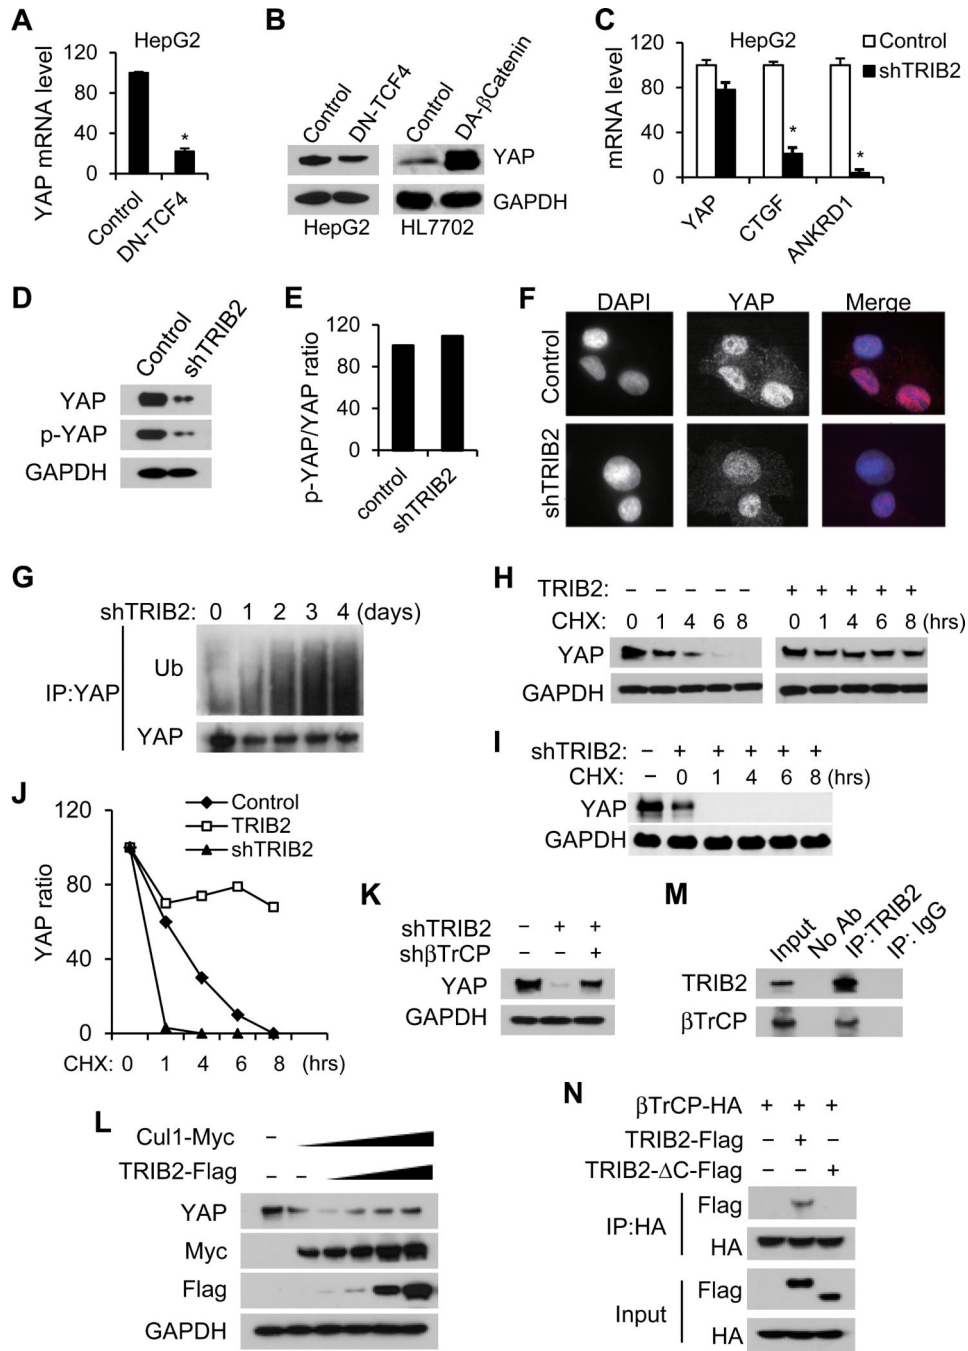 A
HepG2
YAP mRNA level
120
80
40
0
Control
DN-TCF4
*
B
Control
DN-TCF4
Control
DA-βCatenin
YAP
GAPDH
HepG2
HL7702
C
HepG2
Control
shTRIB2
mRNA level
120
80
40
0
*
*
YAP
CTGF
ANKRD1
D
Control
shTRIB2
YAP
p-YAP
GAPDH
E
p-YAP/YAP ratio
120
80
40
0
control
shTRIB2
F
DAPI YAP Merge
Control
shTRIB2
G
shTRIB2: 0 1 2 3 4 (days)
IP:YAP
Ub
YAP
H
TRIB2: – – – – – + + + + +
CHX: 0 1 4 6 8 0 1 4 6 8 (hrs)
YAP
GAPDH
I
shTRIB2: – + + + + +
CHX: – 0 1 4 6 8 (hrs)
YAP
GAPDH
J
Control
TRIB2
shTRIB2
YAP ratio
120
80
40
0
CHX: 0 1 4 6 8 (hrs)
K
shTRIB2 – + +
shβTrCP – – +
YAP
GAPDH
M
Input
No Ab
IP:TRIB2
IP: IgG
TRIB2
βTrCP
L
Cul1-Myc –
TRIB2-Flag – –
YAP
Myc
Flag
GAPDH
N
βTrCP-HA + + +
TRIB2-Flag – + –
TRIB2-ΔC-Flag – – +
IP:HA
Flag
HA
Input
Flag
HA